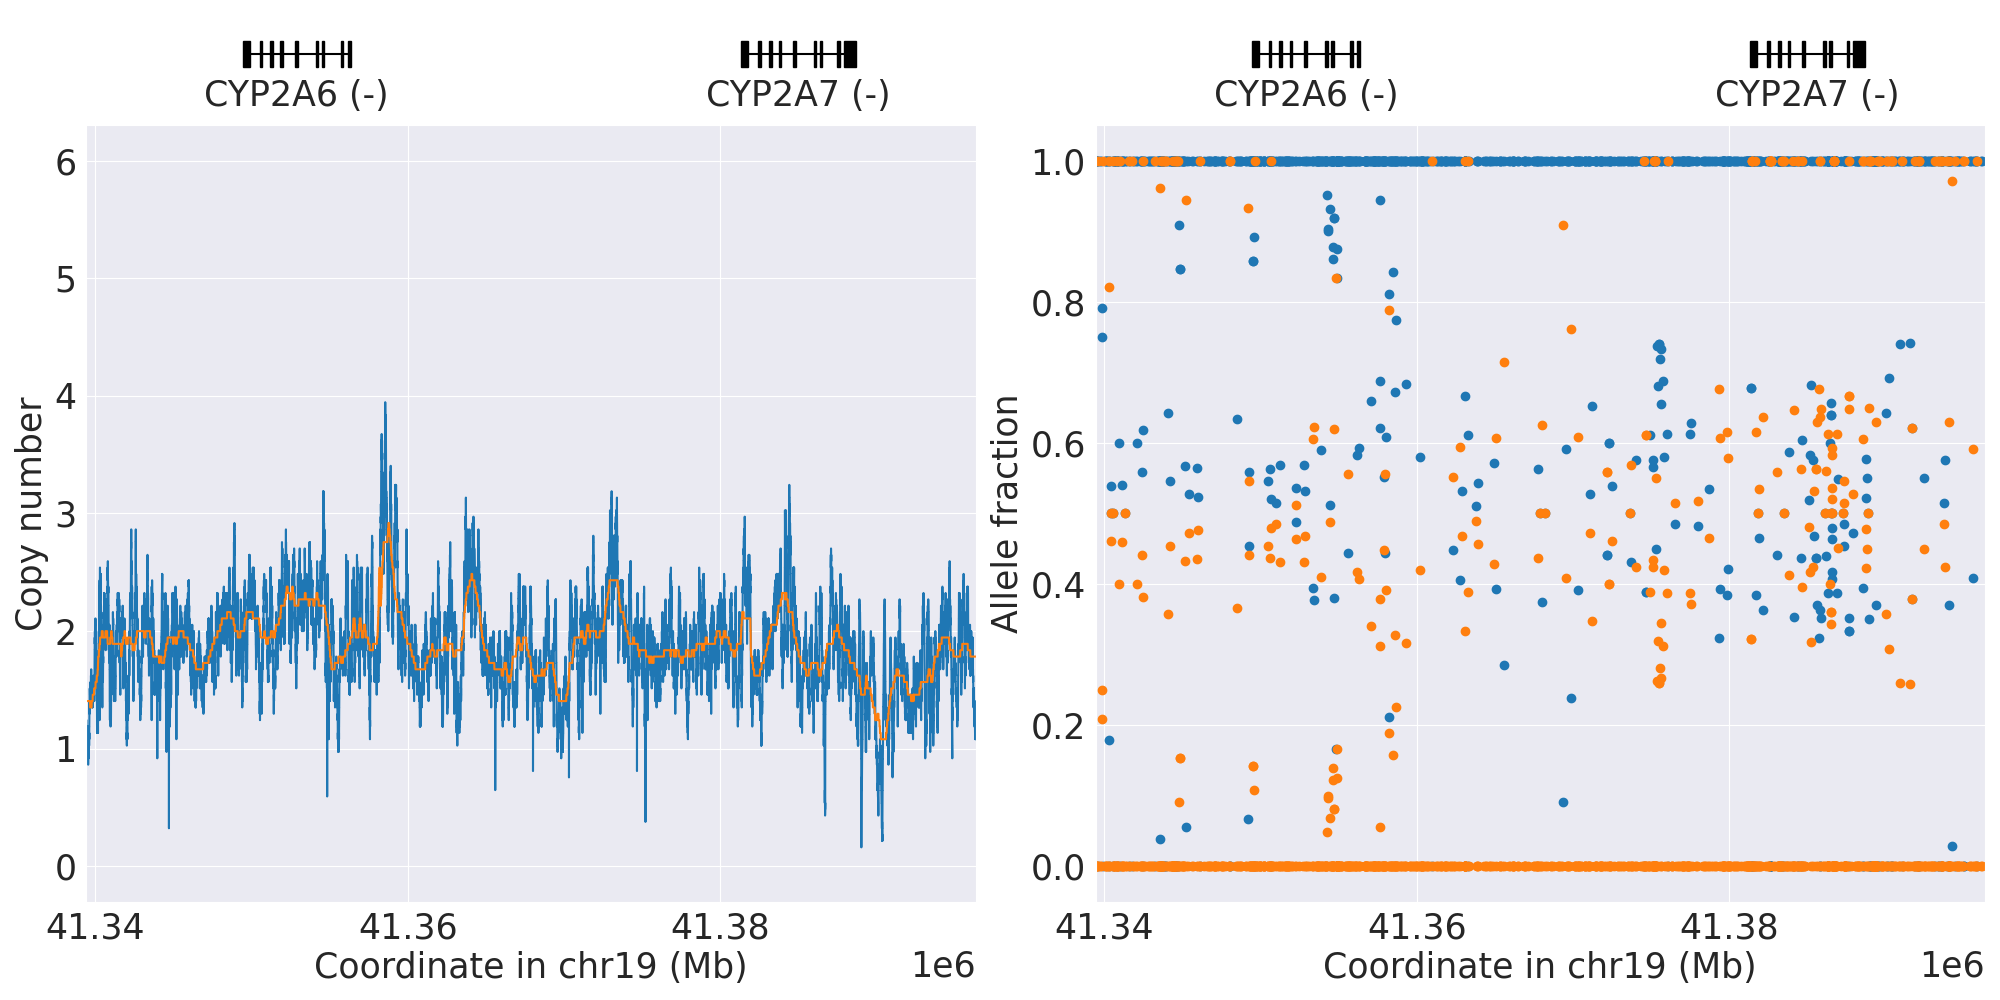 CYP2A6 (-) CYP2A7 (-)
6
5
4
3
2
1
0
Copy number
41.34 41.36 41.38
Coordinate in chr19 (Mb) 1e6
CYP2A6 (-) CYP2A7 (-)
1.0
0.8
0.6
0.4
0.2
0.0
Allele fraction
41.34 41.36 41.38
Coordinate in chr19 (Mb) 1e6